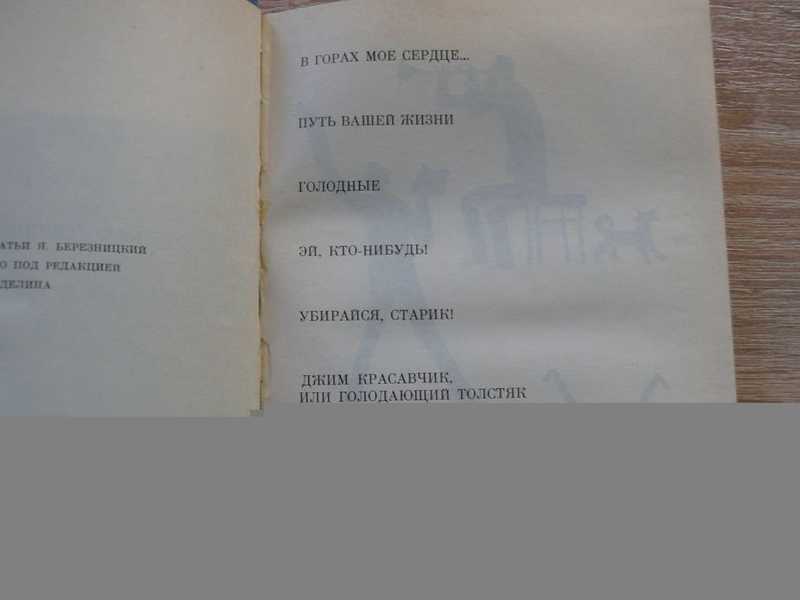 АТЬИ Я. БЕРЕЗНИЦКИЙ
О ПОД РЕДАКЦИЕЙ
ДЕЛИНА
В ГОРАХ МОЕ СЕРДЦЕ...
ПУТЬ ВАШЕЙ ЖИЗНИ
ГОЛОДНЫЕ
ЭЙ, КТО-НИБУДЬ!
УБИРАЙСЯ, СТАРИК!
ДЖИМ КРАСАВЧИК,
ИЛИ ГОЛОДАЮЩИЙ ТОЛСТЯК